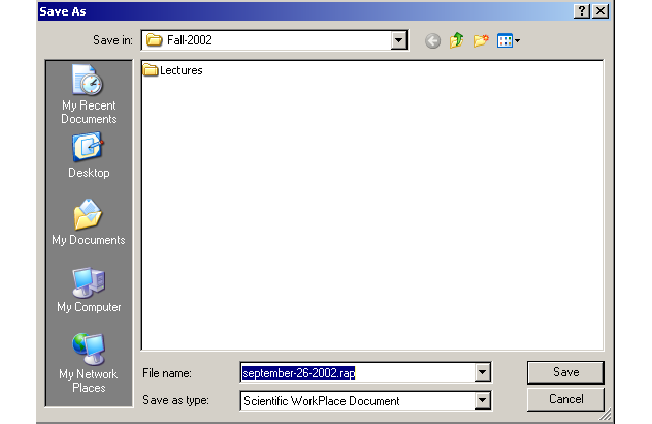 Save As
Save in:
Fall-2002
Lectures
My Recent
Documents
Desktop
My Documents
My Computer
My Network
Places
File name:
september-26-2002.rap
Save
Save as type:
Scientific WorkPlace Document
Cancel